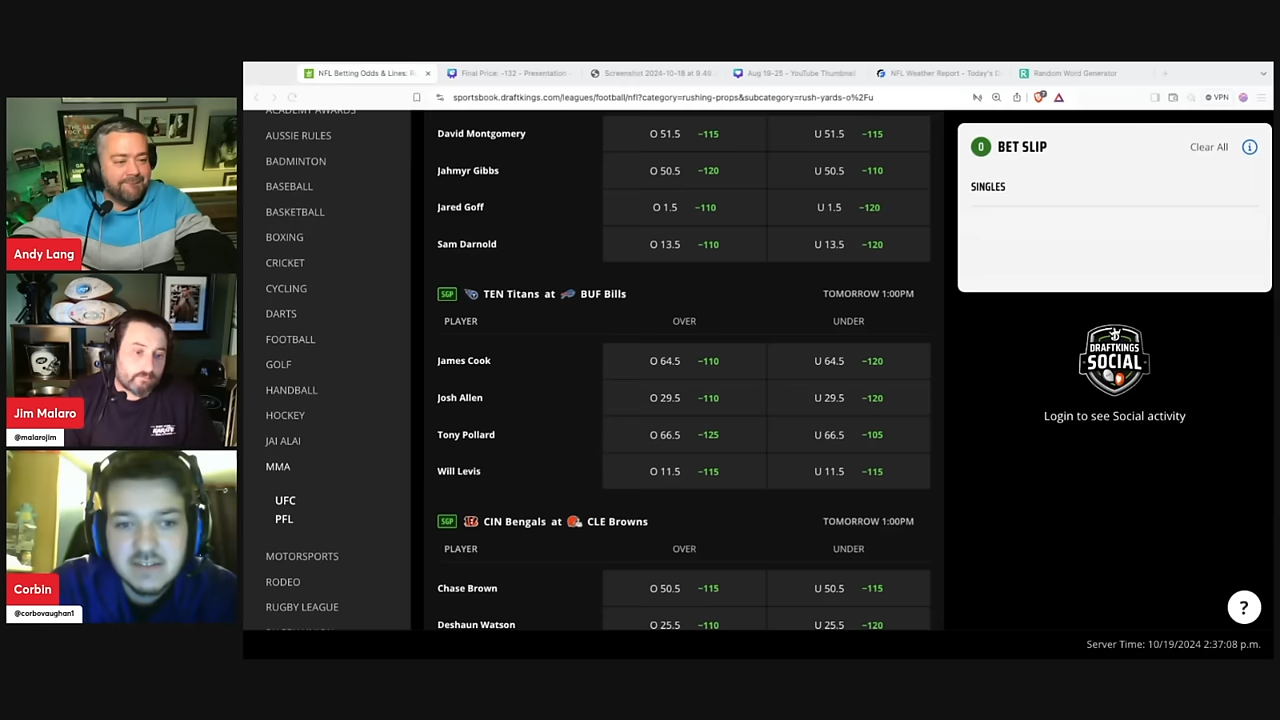 NFL Betting Odds & Lines: R
Final Price: -132 - Presentation
Screenshot 2024-10-18 at 9.49
Aug 19-25 - YouTube Thumbnail
NFL Weather Report - Today's D
Random Word Generator
sportsbook.draftkings.com/leagues/football/nfl?category=rushing-props&subcategory=rush-yards-o%2Fu
VPN
ACADEMY AWARDS
AUSSIE RULES
BADMINTON
BASEBALL
BASKETBALL
BOXING
CRICKET
CYCLING
DARTS
FOOTBALL
GOLF
HANDBALL
HOCKEY
JAI ALAI
MMA
UFC
PFL
MOTORSPORTS
RODEO
RUGBY LEAGUE
David Montgomery O 51.5 -115 U 51.5 -115
Jahmyr Gibbs O 50.5 -120 U 50.5 -110
Jared Goff O 1.5 -110 U 1.5 -120
Sam Darnold O 13.5 -110 U 13.5 -120
SGP TEN Titans at BUF Bills TOMORROW 1:00PM
PLAYER OVER UNDER
James Cook O 64.5 -110 U 64.5 -120
Josh Allen O 29.5 -110 U 29.5 -120
Tony Pollard O 66.5 -125 U 66.5 -105
Will Levis O 11.5 -115 U 11.5 -115
SGP CIN Bengals at CLE Browns TOMORROW 1:00PM
PLAYER OVER UNDER
Chase Brown O 50.5 -115 U 50.5 -115
Deshaun Watson O 25.5 -110 U 25.5 -120
0 BET SLIP Clear All
SINGLES
DRAFTKINGS
SOCIAL
Login to see Social activity
?
Server Time: 10/19/2024 2:37:08 p.m.
Andy Lang
Jim Malaro
@malarojim
Corbin
@corbovaughan1